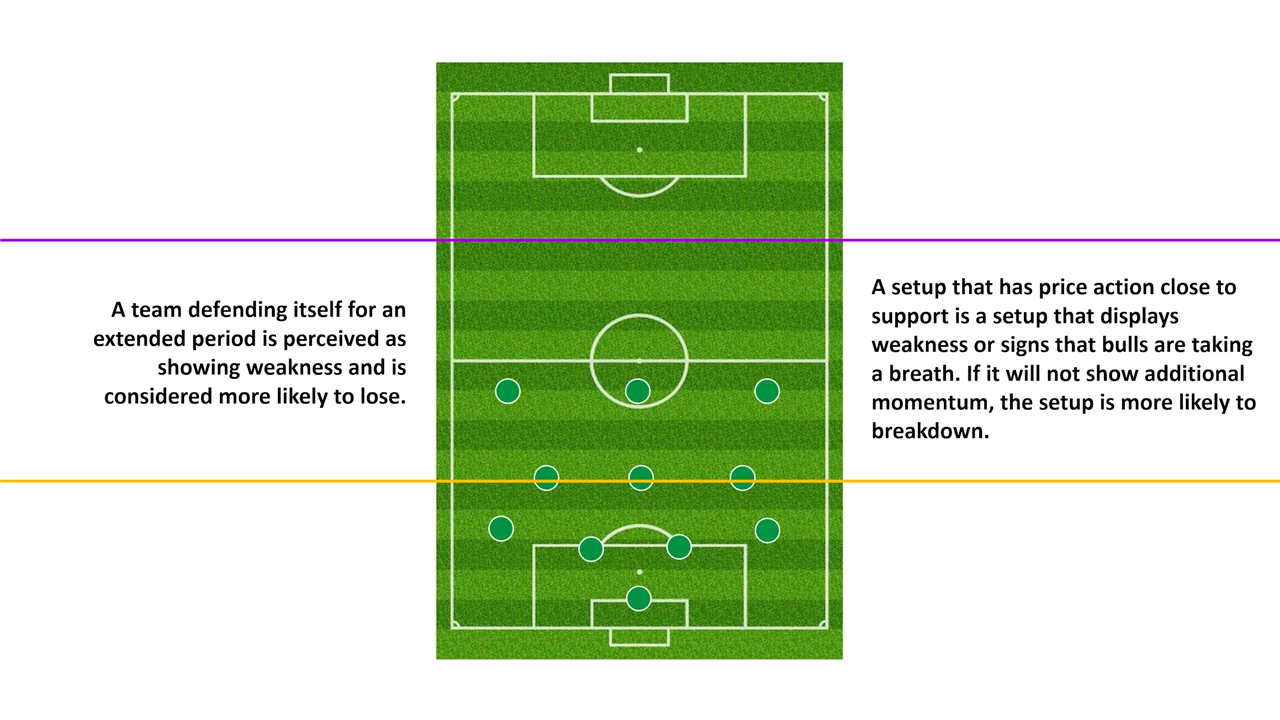 A team defending itself for an
extended period is perceived as
showing weakness and is
considered more likely to lose.
A setup that has price action close to
support is a setup that displays
weakness or signs that bulls are taking
a breath. If it will not show additional
momentum, the setup is more likely to
breakdown.